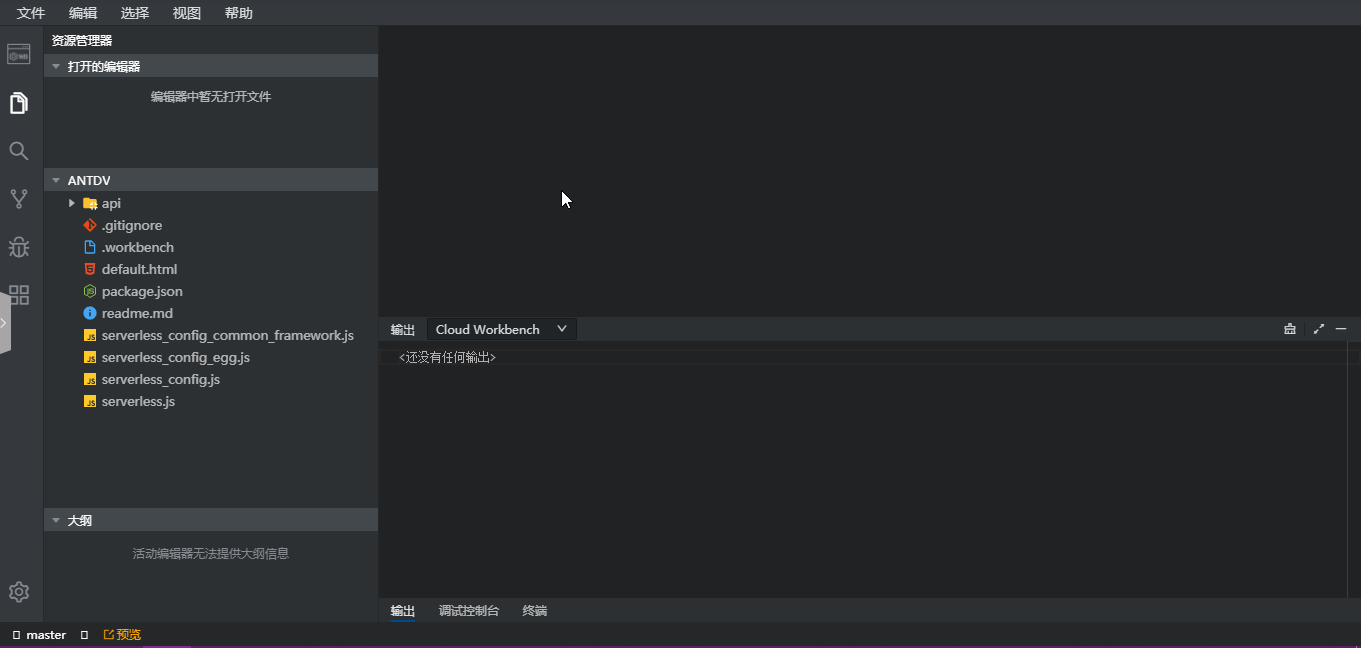 文件 编辑 选择 视图 帮助
资源管理器
打开的编辑器
编辑器中暂无打开文件
ANTDV
api
.gitignore
.workbench
default.html
package.json
readme.md
serverless_config_common_framework.js
serverless_config_egg.js
serverless_config.js
serverless.js
大纲
活动编辑器无法提供大纲信息
输出 Cloud Workbench
<还没有任何输出>
输出 调试控制台 终端
master 预览